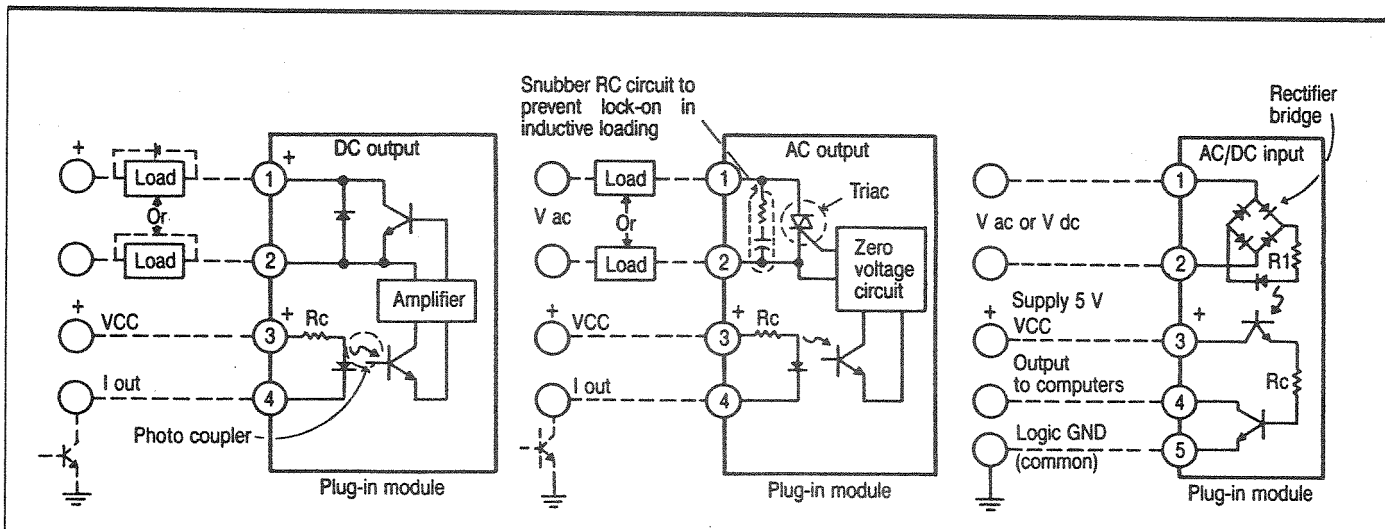 DC output
+
Load
Or
Load
1
+
2
Amplifier
+
VCC
3
+
Rc
I out
4
Photo coupler
Plug-in module
Snubber RC circuit to
prevent lock-on in
inductive loading
AC output
Load
V ac
Or
Load
1
2
Triac
Zero
voltage
circuit
+
VCC
3
+
Rc
I out
4
Plug-in module
Rectifier
bridge
AC/DC input
1
V ac or V dc
2
R1
Supply 5 V
+
VCC
3
+
Output
to computers
4
Rc
Logic GND
(common)
5
Plug-in module